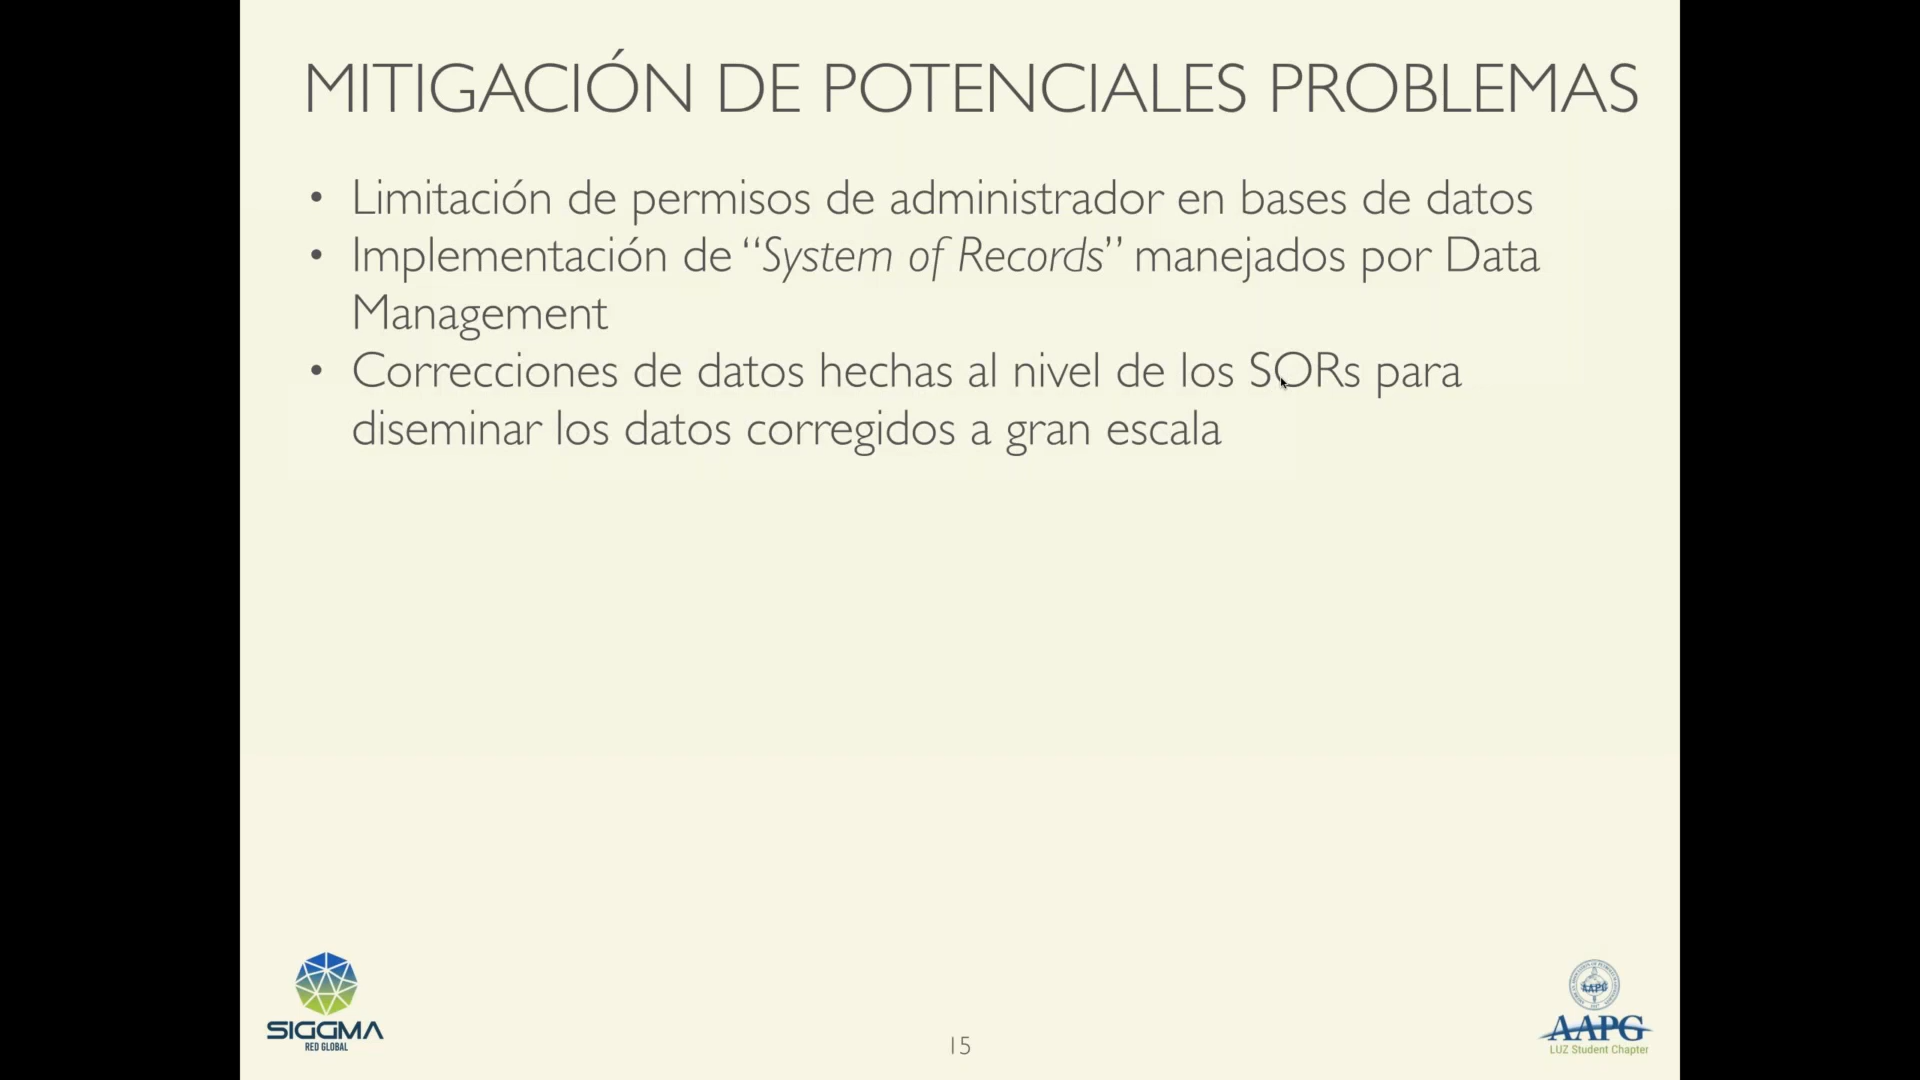 MITIGACIÓN DE POTENCIALES PROBLEMAS
• Limitación de permisos de administrador en bases de datos
• Implementación de “System of Records” manejados por Data
Management
• Correcciones de datos hechas al nivel de los SORs para
diseminar los datos corregidos a gran escala
SIGGMA
RED GLOBAL
15
AAPG
AAPG
LUZ Student Chapter